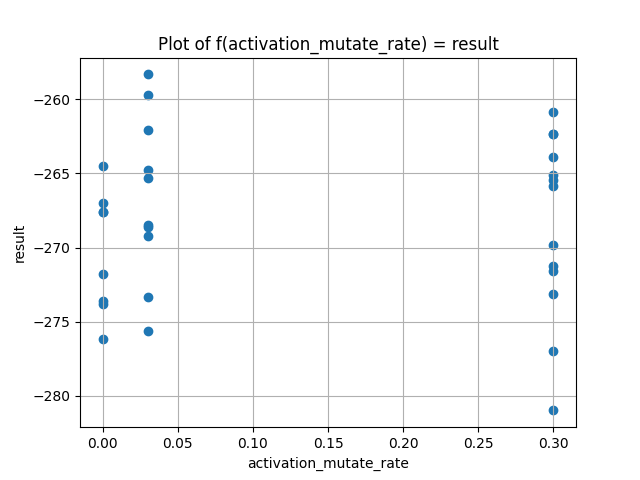 Plot of f(activation_mutate_rate) = result
−260
−265
−270
−275
−280
result
0.00 0.05 0.10 0.15 0.20 0.25 0.30
activation_mutate_rate